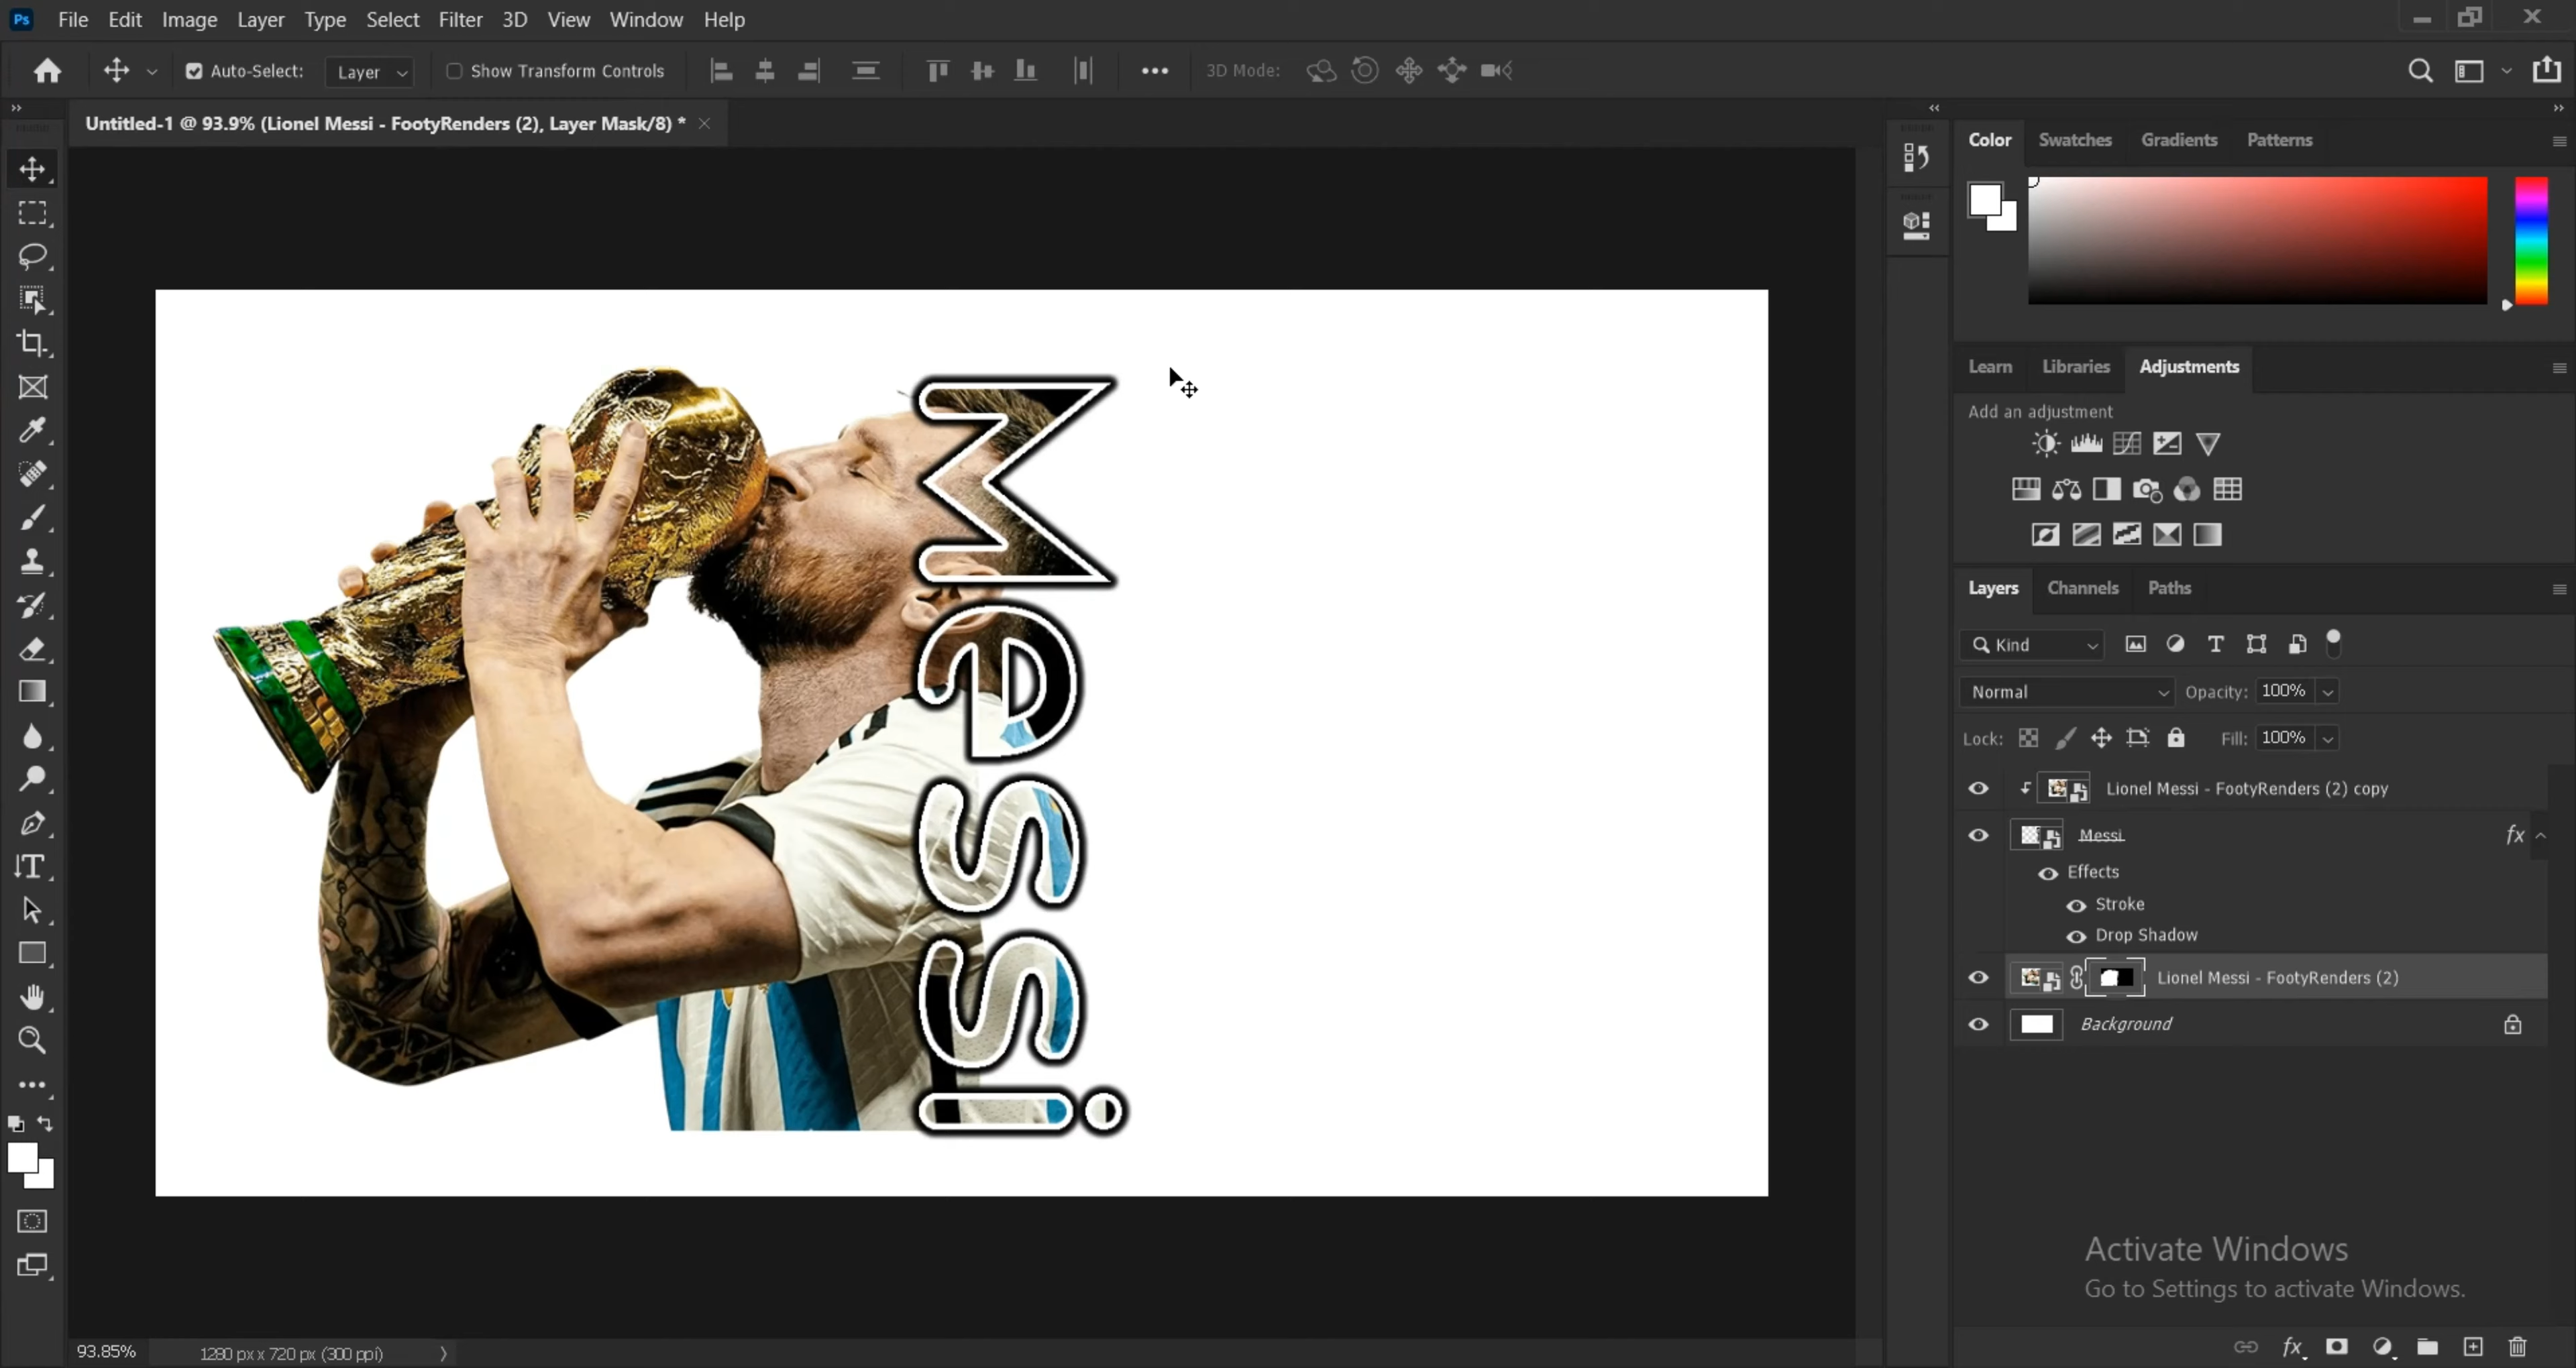 Ps File Edit Image Layer Type Select Filter 3D View Window Help
Auto-Select: Layer Show Transform Controls 3D Mode:
Untitled-1 @ 93.9% (Lionel Messi - FootyRenders (2), Layer Mask/8) *
Color Swatches Gradients Patterns
Learn Libraries Adjustments
Add an adjustment
Messi
Layers Channels Paths
Kind
Normal Opacity: 100%
Lock: Fill: 100%
Lionel Messi - FootyRenders (2) copy
Messi fx
Effects
Stroke
Drop Shadow
Lionel Messi - FootyRenders (2)
Background
Activate Windows
Go to Settings to activate Windows.
93.85% 1280 px x 720 px (300 ppi)
fx